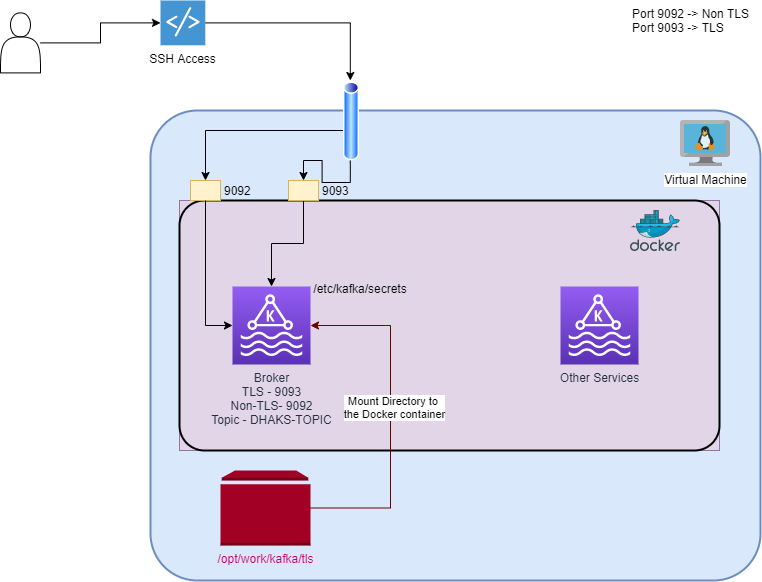 Port 9092 -> Non TLS
Port 9093 -> TLS
</>
SSH Access
Virtual Machine
9092
9093
docker
/etc/kafka/secrets
K
K
Broker
TLS - 9093
Non-TLS- 9092
Topic - DHAKS-TOPIC
Other Services
Mount Directory to
the Docker container
/opt/work/kafka/tls